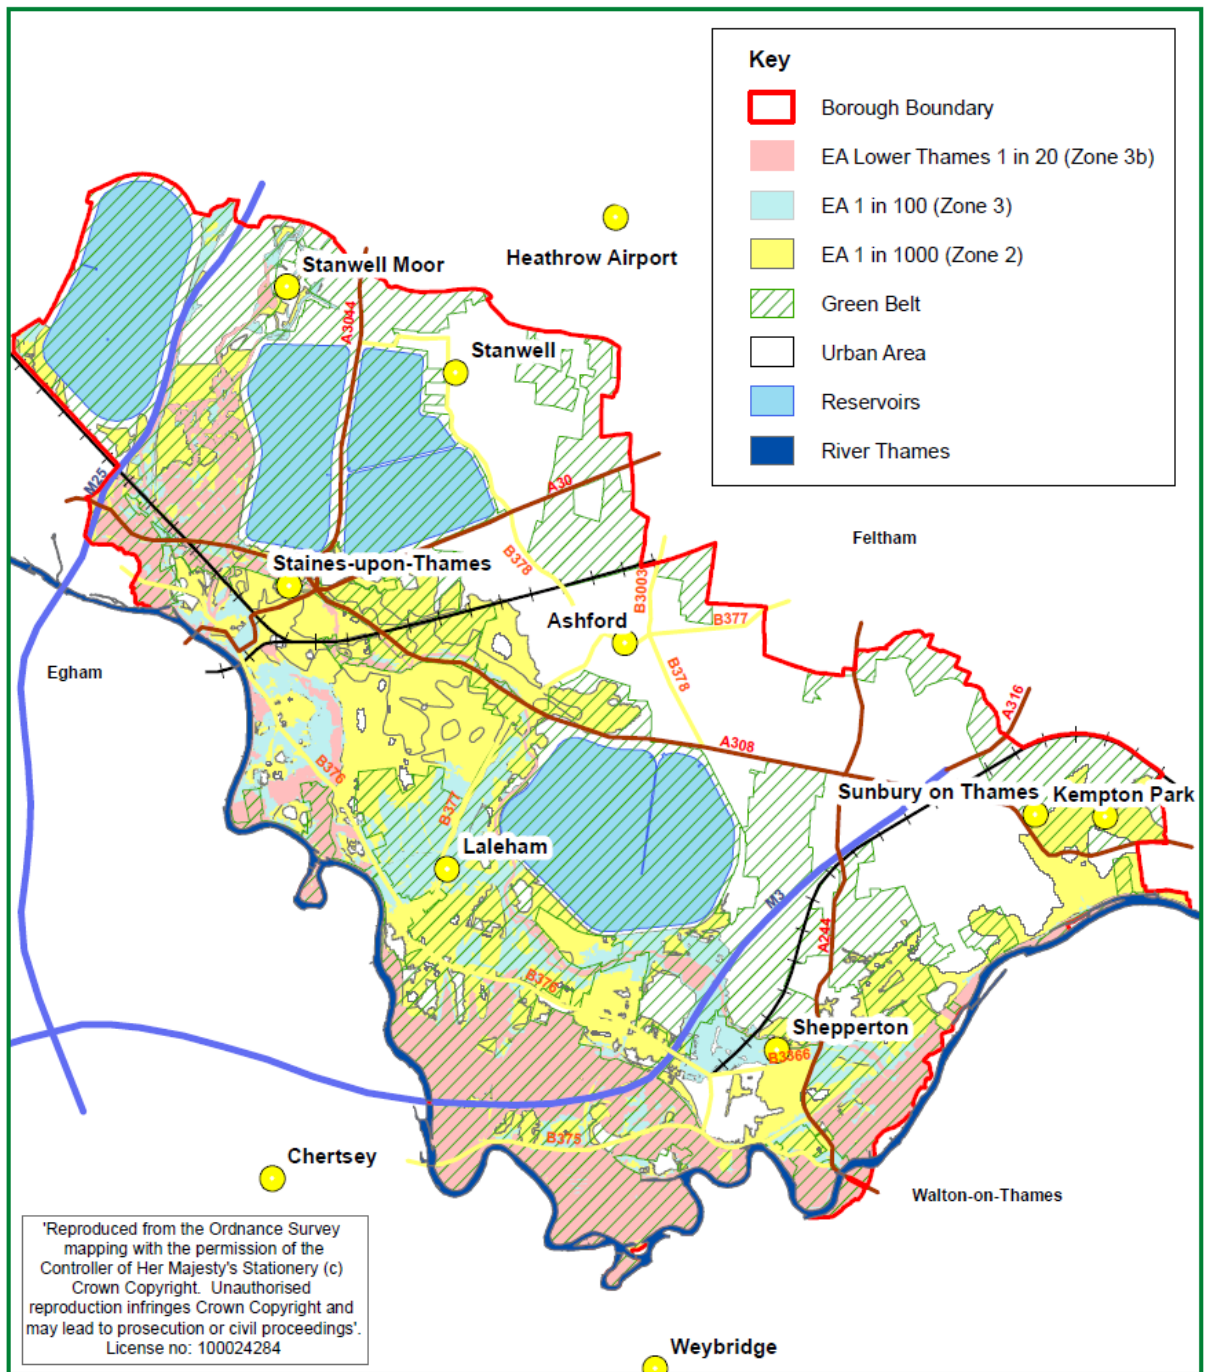 Key
Borough Boundary
EA Lower Thames 1 in 20 (Zone 3b)
EA 1 in 100 (Zone 3)
EA 1 in 1000 (Zone 2)
Green Belt
Urban Area
Reservoirs
River Thames
Heathrow Airport
Stanwell Moor
A3044
Stanwell
M25
A30
Feltham
B378
Staines-upon-Thames
B3003
Ashford
B377
Egham
B378
A316
A308
B376
B377
Sunbury on Thames
Kempton Park
Laleham
M3
A244
B376
Shepperton
B3366
B375
Chertsey
Walton-on-Thames
'Reproduced from the Ordnance Survey
mapping with the permission of the
Controller of Her Majesty's Stationery (c)
Crown Copyright. Unauthorised
reproduction infringes Crown Copyright and
may lead to prosecution or civil proceedings'.
License no: 100024284
Weybridge